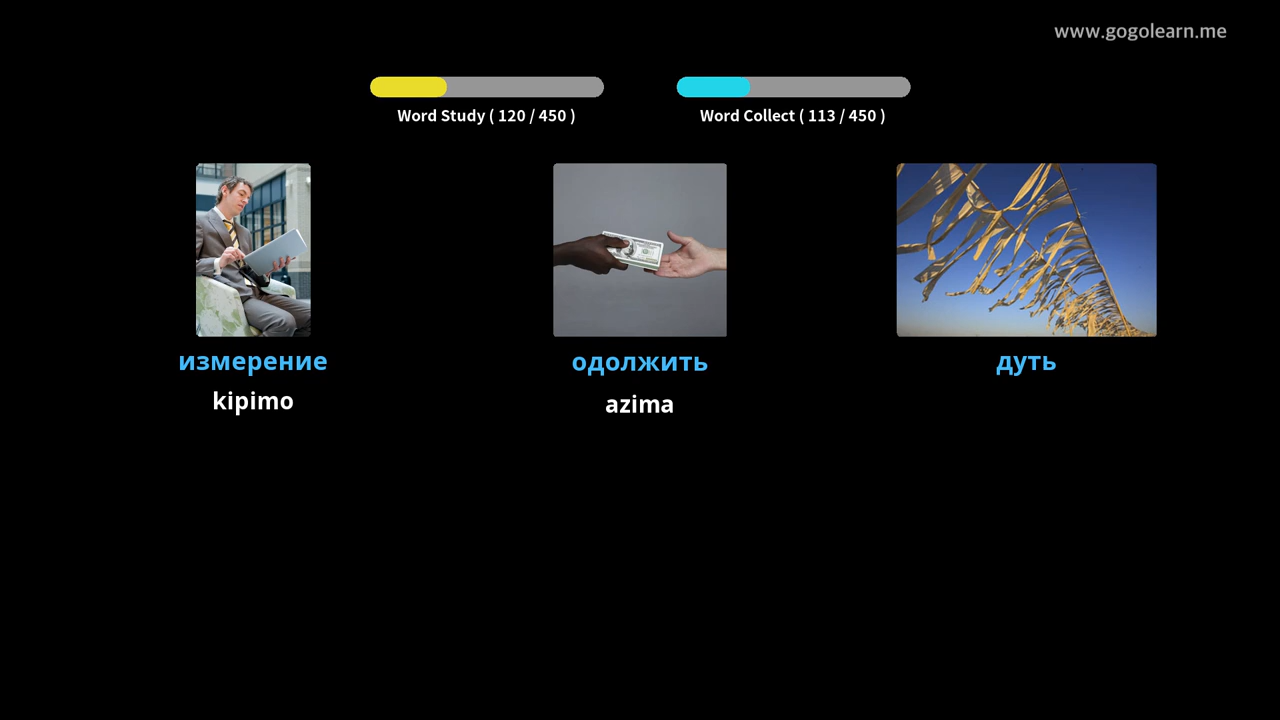 www.gogolearn.me
Word Study ( 120 / 450 )
Word Collect ( 113 / 450 )
измерение
одолжить
дуть
kipimo
azima